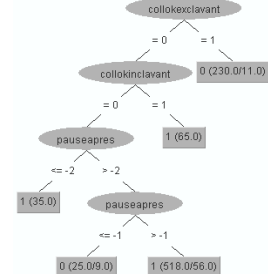 collokexclavant
= 0 = 1
collokinclavant 0 (230.0/11.0)
= 0 = 1
pauseapres 1 (65.0)
<= -2 > -2
1 (35.0) pauseapres
<= -1 > -1
0 (25.0/9.0) 1 (518.0/56.0)